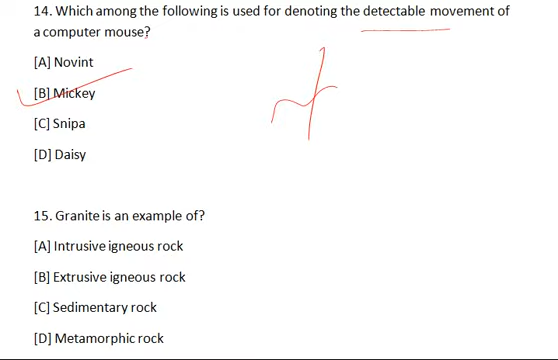 14. Which among the following is used for denoting the detectable movement of
a computer mouse?
[A] Novint
[B] Mickey
[C] Snipa
[D] Daisy
15. Granite is an example of?
[A] Intrusive igneous rock
[B] Extrusive igneous rock
[C] Sedimentary rock
[D] Metamorphic rock